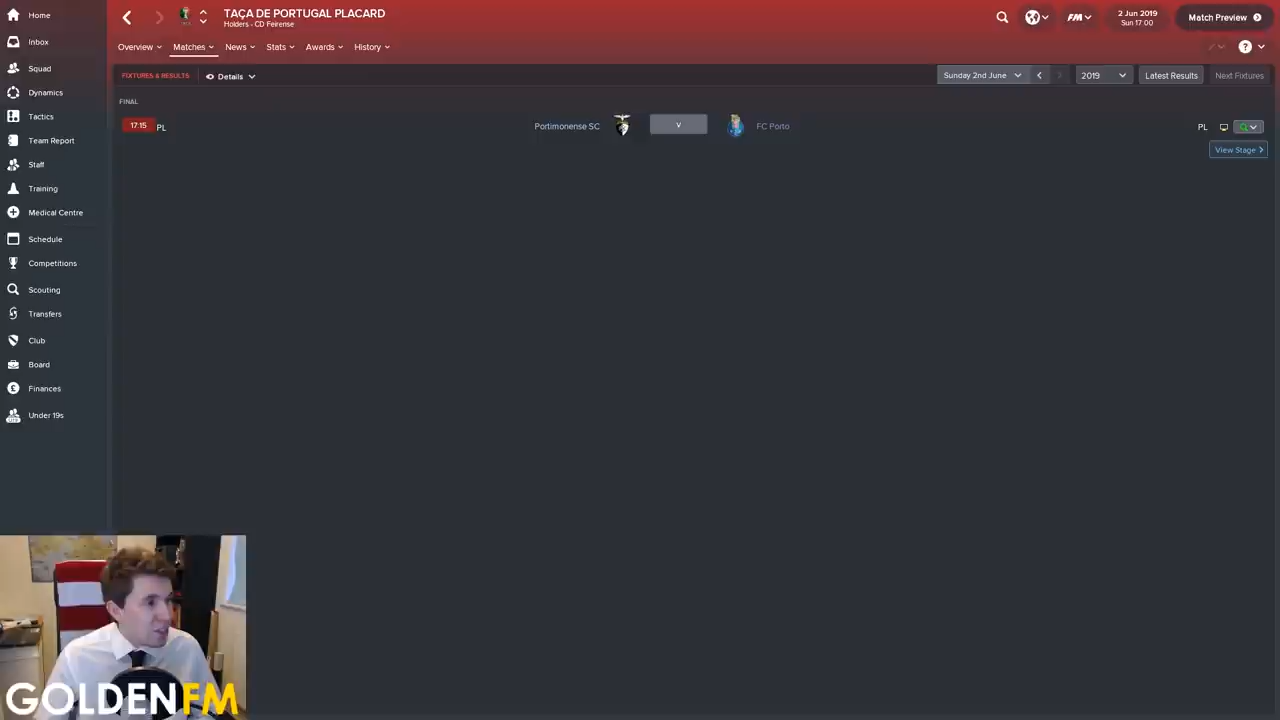 Home
Inbox
Squad
Dynamics
Tactics
Team Report
Staff
Training
Medical Centre
Schedule
Competitions
Scouting
Transfers
Club
Board
Finances
Under 19s
TAÇA DE PORTUGAL PLACARD
Holders - CD Feirense
FM
2 Jun 2019
Sun 17:00
Match Preview
Overview Matches News Stats Awards History
?
FIXTURES & RESULTS Details Sunday 2nd June 2019 Latest Results Next Fixtures
FINAL
17:15 PL Portimonense SC v FC Porto PL
View Stage
GOLDENFM